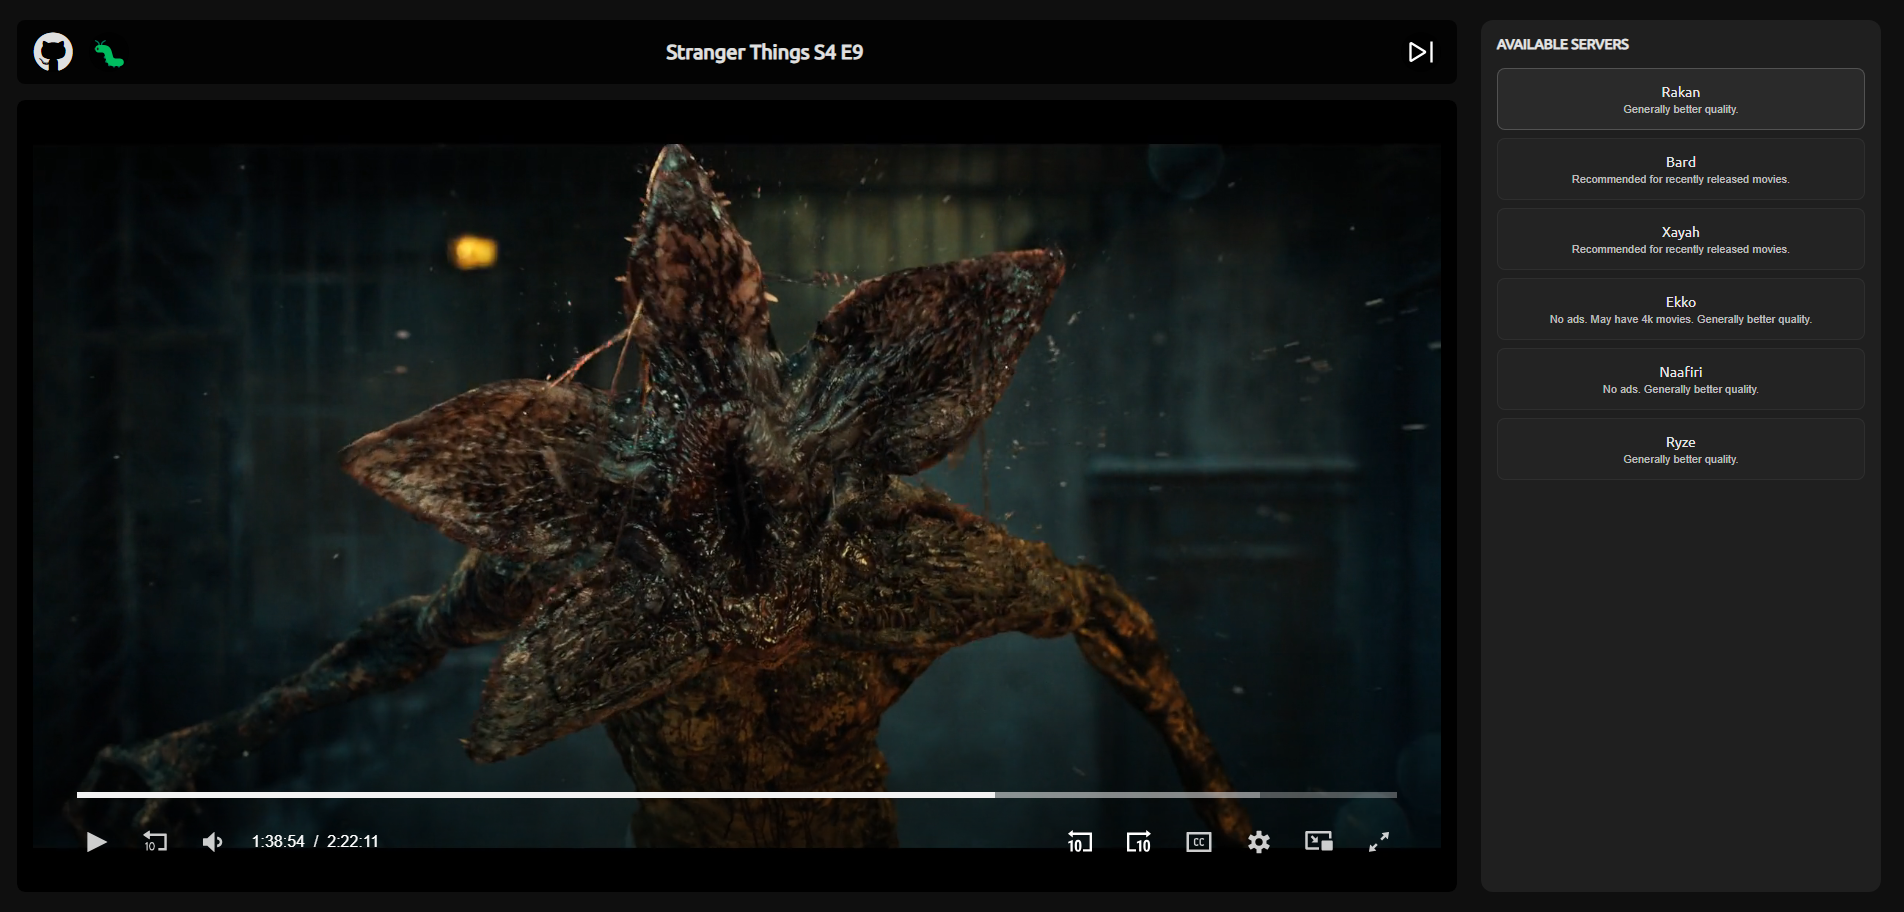 Stranger Things S4 E9
1:38:54 / 2:22:11
10
10
10
CC
AVAILABLE SERVERS
Rakan
Generally better quality.
Bard
Recommended for recently released movies.
Xayah
Recommended for recently released movies.
Ekko
No ads. May have 4k movies. Generally better quality.
Naafiri
No ads. Generally better quality.
Ryze
Generally better quality.